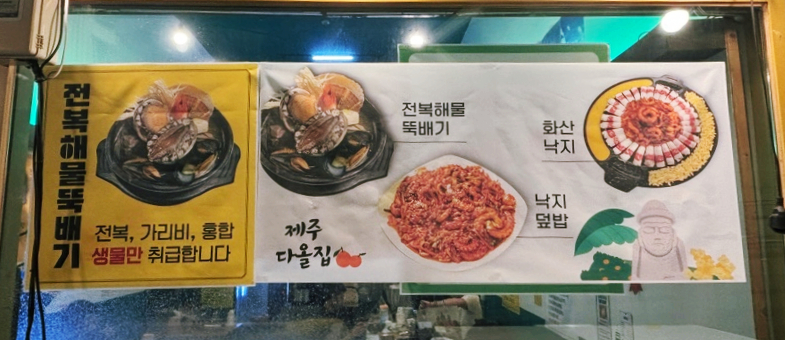 전복해물뚝배기
전복, 가리비, 홍합
생물만 취급합니다
전복해물
뚝배기
화산
낙지
낙지
덮밥
제주
다올집